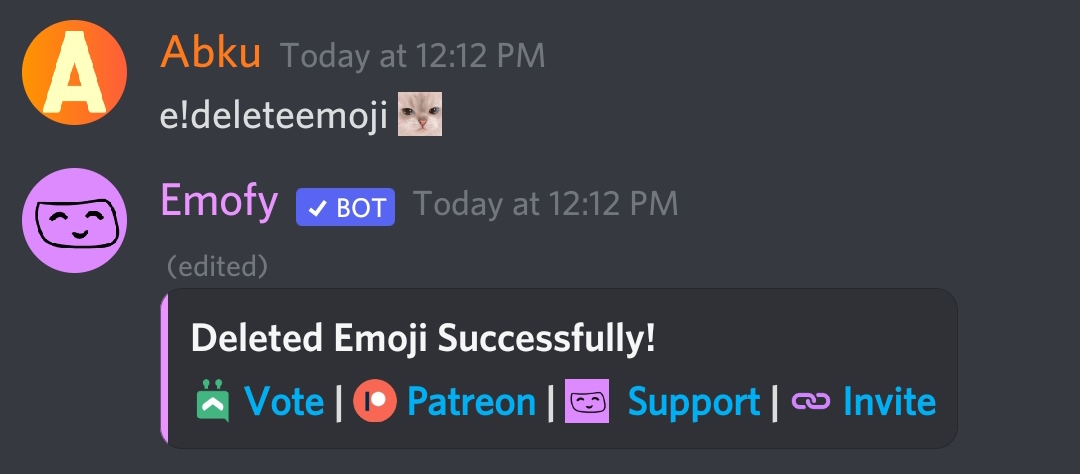 A
Abku Today at 12:12 PM
e!deleteemoji
Emofy ✓ BOT Today at 12:12 PM
(edited)
Deleted Emoji Successfully!
Vote | Patreon | Support | Invite